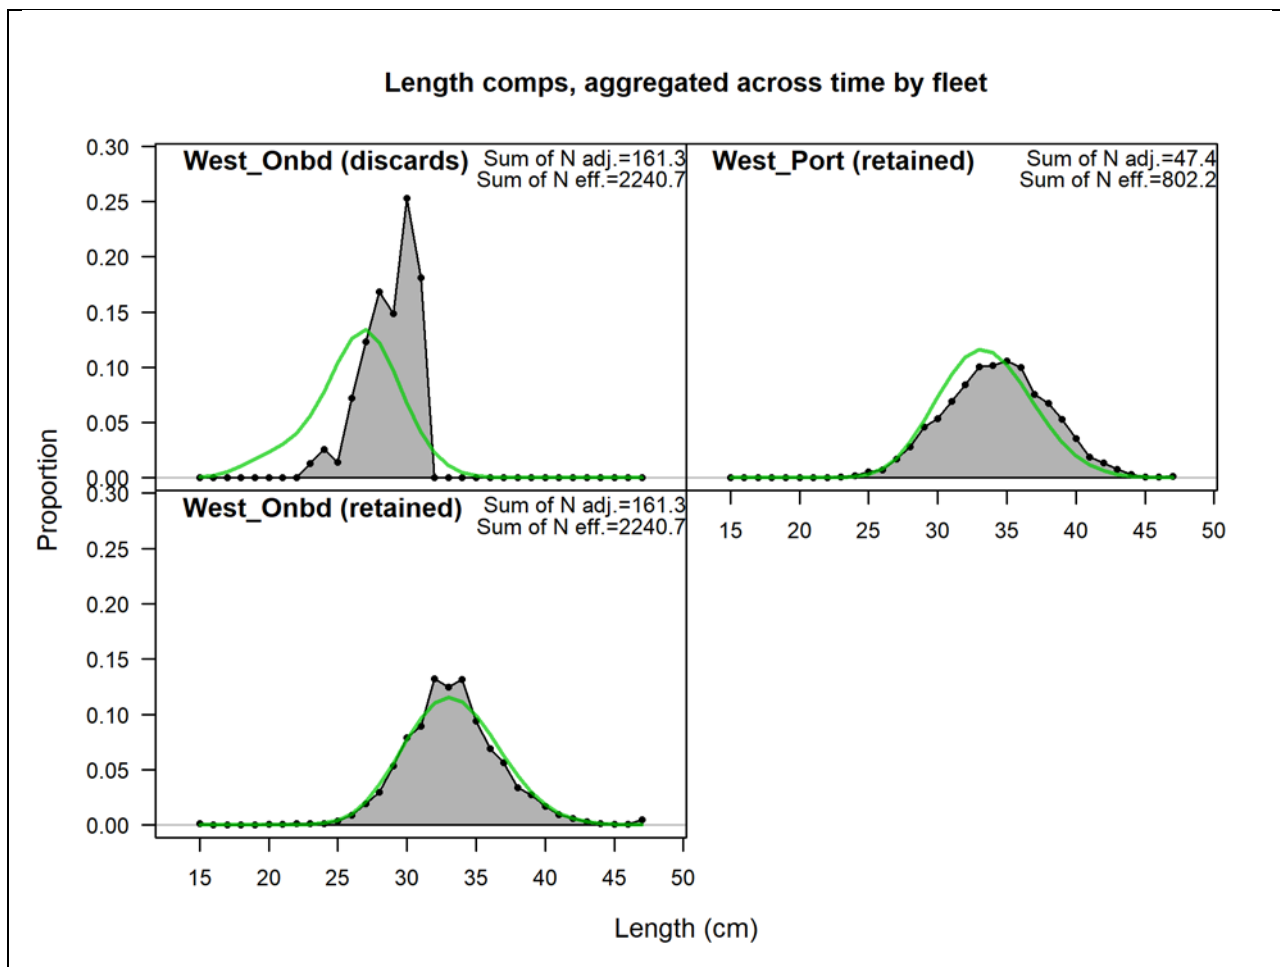 Length comps, aggregated across time by fleet
West_Onbd (discards)
Sum of N adj.=161.3
Sum of N eff.=2240.7
West_Port (retained)
Sum of N adj.=47.4
Sum of N eff.=802.2
0.30
0.25
0.20
0.15
0.10
0.05
0.00
15 20 25 30 35 40 45 50
West_Onbd (retained)
Sum of N adj.=161.3
Sum of N eff.=2240.7
0.30
0.25
0.20
0.15
0.10
0.05
0.00
15 20 25 30 35 40 45 50
Proportion
Length (cm)